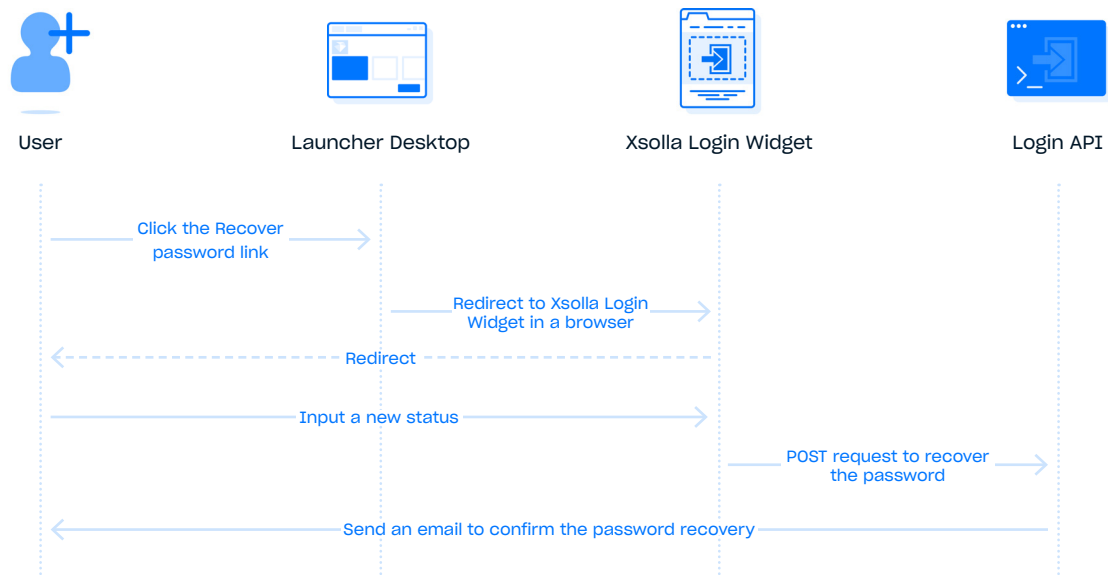 User
Launcher Desktop
Xsolla Login Widget
Login API
Click the Recover
password link
Redirect to Xsolla Login
Widget in a browser
Redirect
Input a new status
POST request to recover
the password
Send an email to confirm the password recovery